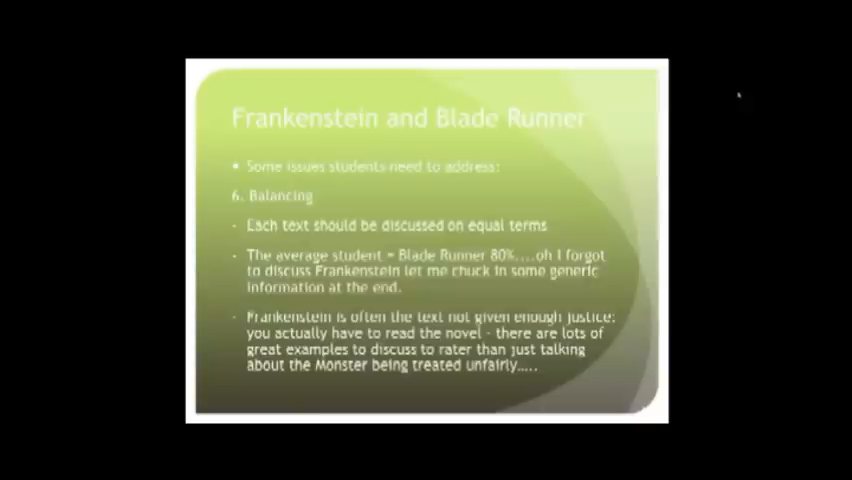 Frankenstein and Blade Runner
• Some issues students need to address:
6. Balancing
- Each text should be discussed on equal terms
- The average student = Blade Runner 80%....oh I forgot
to discuss Frankenstein let me chuck in some generic
information at the end.
- Frankenstein is often the text not given enough justice:
you actually have to read the novel - there are lots of
great examples to discuss to rater than just talking
about the Monster being treated unfairly.....